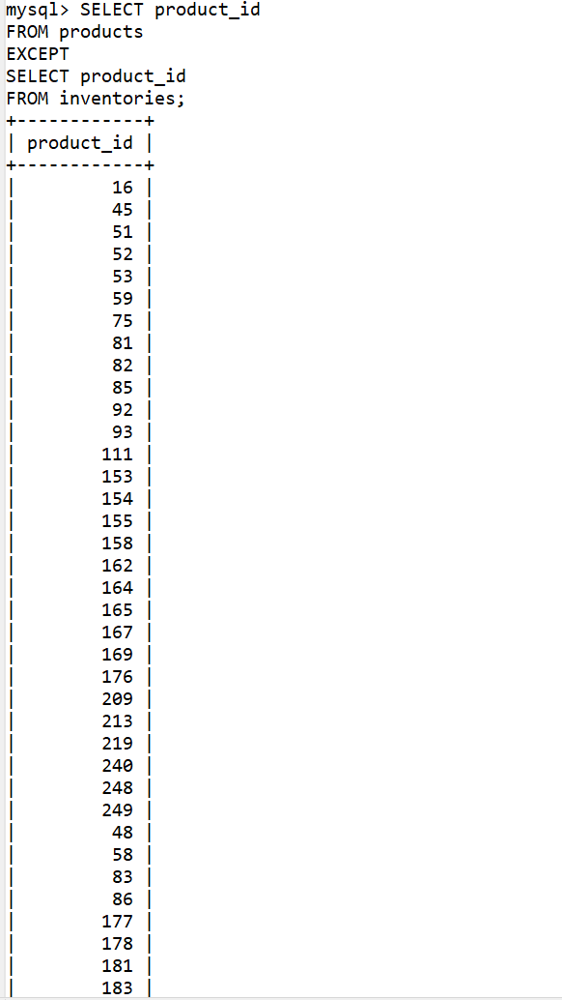 mysql> SELECT product_id
FROM products
EXCEPT
SELECT product_id
FROM inventories;
+------------+
| product_id |
+------------+
|         16 |
|         45 |
|         51 |
|         52 |
|         53 |
|         59 |
|         75 |
|         81 |
|         82 |
|         85 |
|         92 |
|         93 |
|        111 |
|        153 |
|        154 |
|        155 |
|        158 |
|        162 |
|        164 |
|        165 |
|        167 |
|        169 |
|        176 |
|        209 |
|        213 |
|        219 |
|        240 |
|        248 |
|        249 |
|         48 |
|         58 |
|         83 |
|         86 |
|        177 |
|        178 |
|        181 |
|        183 |